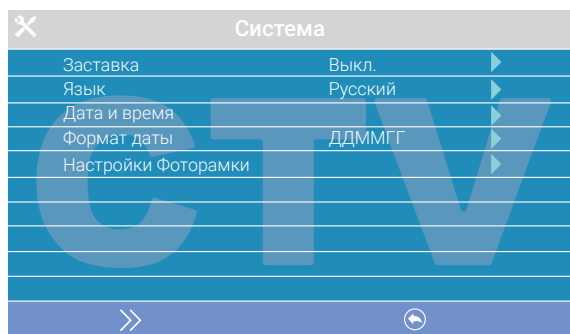 Система
Заставка Выкл.
Язык Русский
Дата и время
Формат даты ДДММГГ
Настройки Фоторамки
CTV